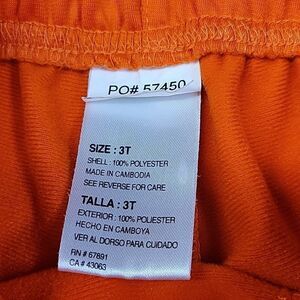 PO# 57450
SIZE : 3T
SHELL : 100% POLYESTER
MADE IN CAMBODIA
SEE REVERSE FOR CARE
TALLA : 3T
EXTERIOR : 100% POLIESTER
HECHO EN CAMBOYA
VER AL DORSO PARA CUIDADO
RN # 67891
CA # 43063